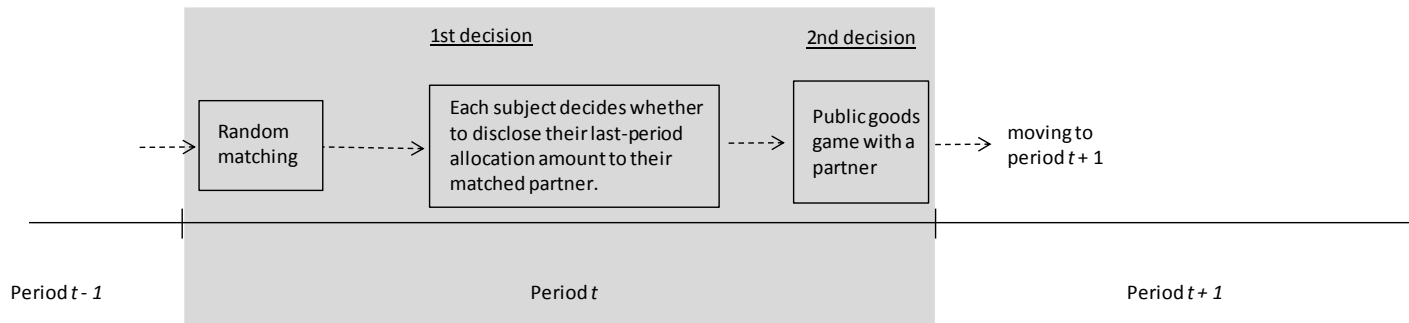 1st decision
2nd decision
Random
matching
Each subject decides whether
to disclose their last-period
allocation amount to their
matched partner.
Public goods
game with a
partner
moving to
period t + 1
Period t - 1
Period t
Period t + 1